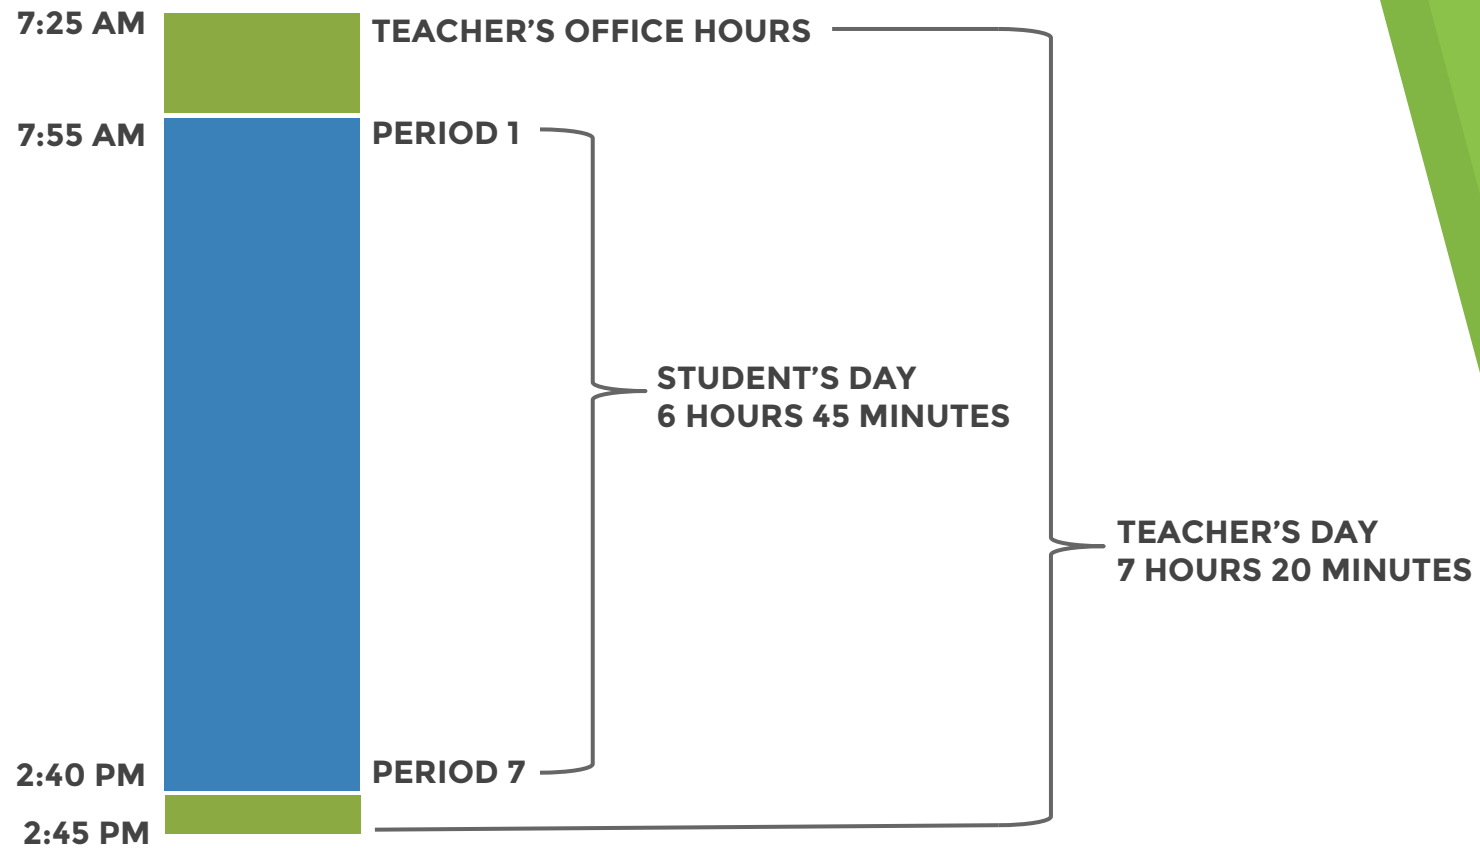 7:25 AM
TEACHER'S OFFICE HOURS
7:55 AM
PERIOD 1
STUDENT'S DAY
6 HOURS 45 MINUTES
TEACHER'S DAY
7 HOURS 20 MINUTES
2:40 PM
PERIOD 7
2:45 PM